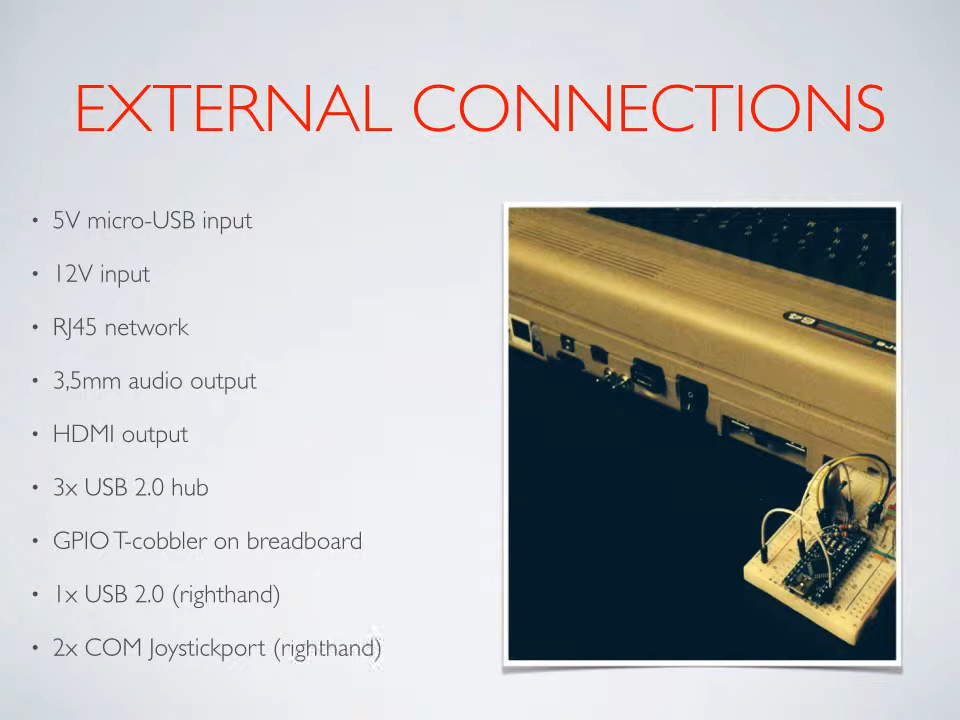 EXTERNAL CONNECTIONS
• 5V micro-USB input
• 12V input
• RJ45 network
• 3,5mm audio output
• HDMI output
• 3x USB 2.0 hub
• GPIO T-cobbler on breadboard
• 1x USB 2.0 (righthand)
• 2x COM Joystickport (righthand)
64